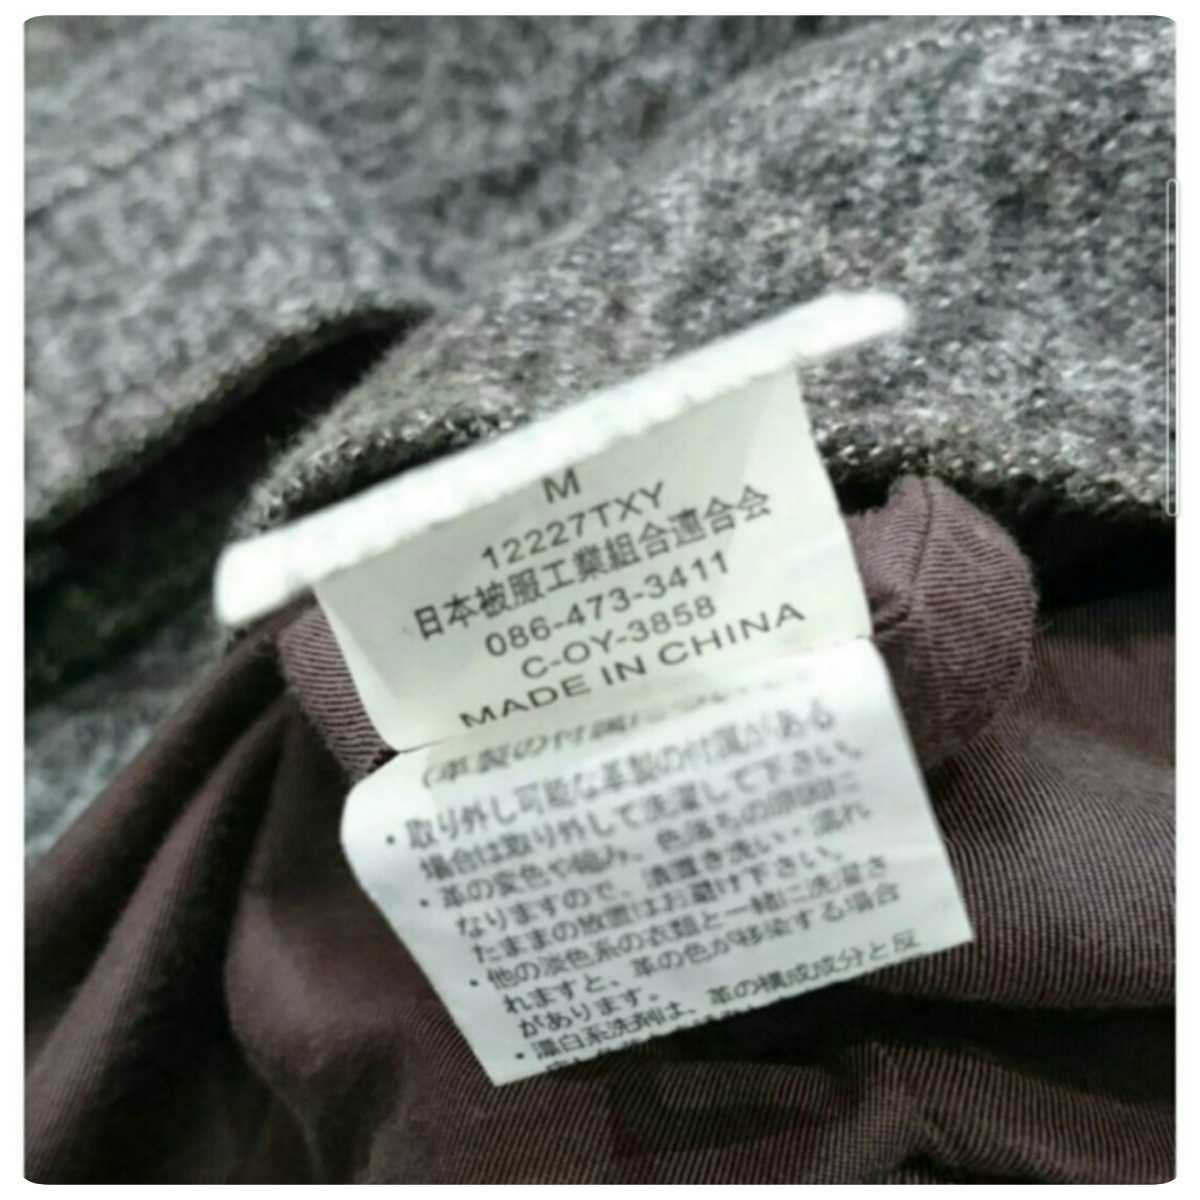 M
12227TXY
日本被服工業組合連合会
086-473-3411
C-OY-3858
MADE IN CHINA
(革製の付属
・取り外し可能な革製の付属がある
場合は取り外して洗濯して下さい。
・革の変色や縮み、色落ちの原因に
なりますので、漬置き洗い・濡れ
たままの放置はお避け下さい。
・他の淡色系の衣類と一緒に洗濯さ
れますと、革の色が移染する場合
があります。
・漂白系洗剤は、革の構成成分と反